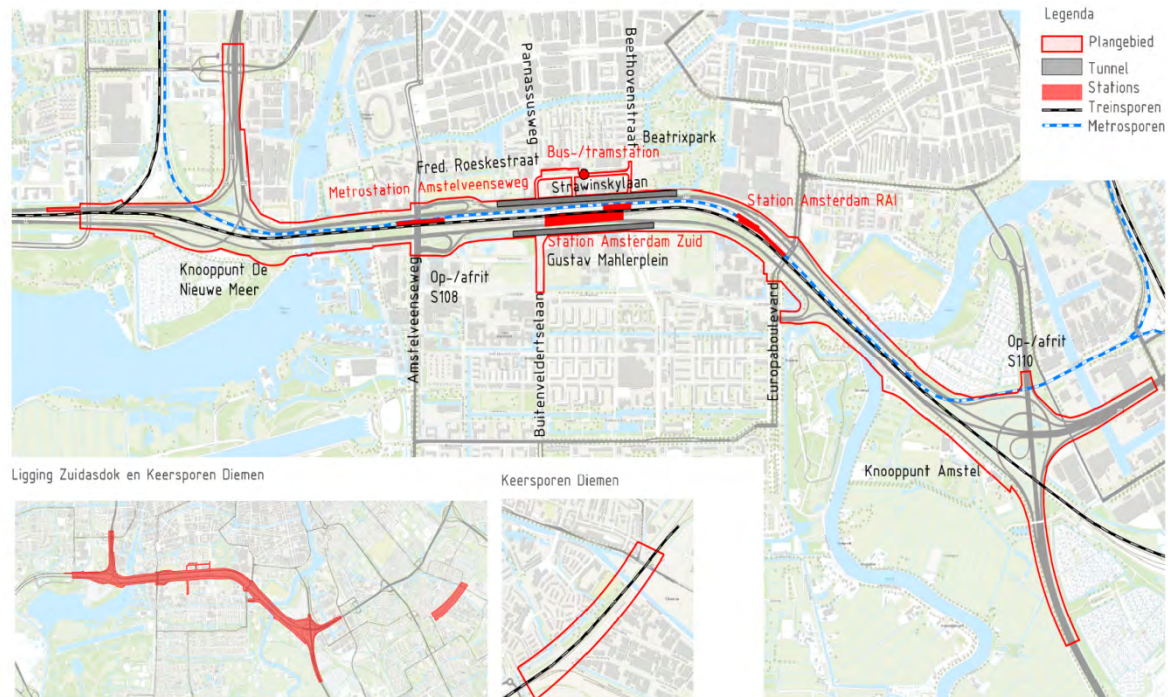 Legenda
Plangebied
Tunnel
Stations
Treinsporen
Metrosporen
Parnassusweg
Beethovenstraat
Beatrixpark
Bus-/tramstation
Fred. Roeskestraat
Strawinskylaan
Metrostation Amstelveenseweg
Station Amsterdam RAI
Station Amsterdam Zuid
Gustav Mahlerplein
Knooppunt De
Nieuwe Meer
Op-/afrit
S108
Amstelveenseweg
Buitenveldertselaan
Europaboulevard
Op-/afrit
S110
Knooppunt Amstel
Ligging Zuidasdok en Keersporen Diemen
Keersporen Diemen